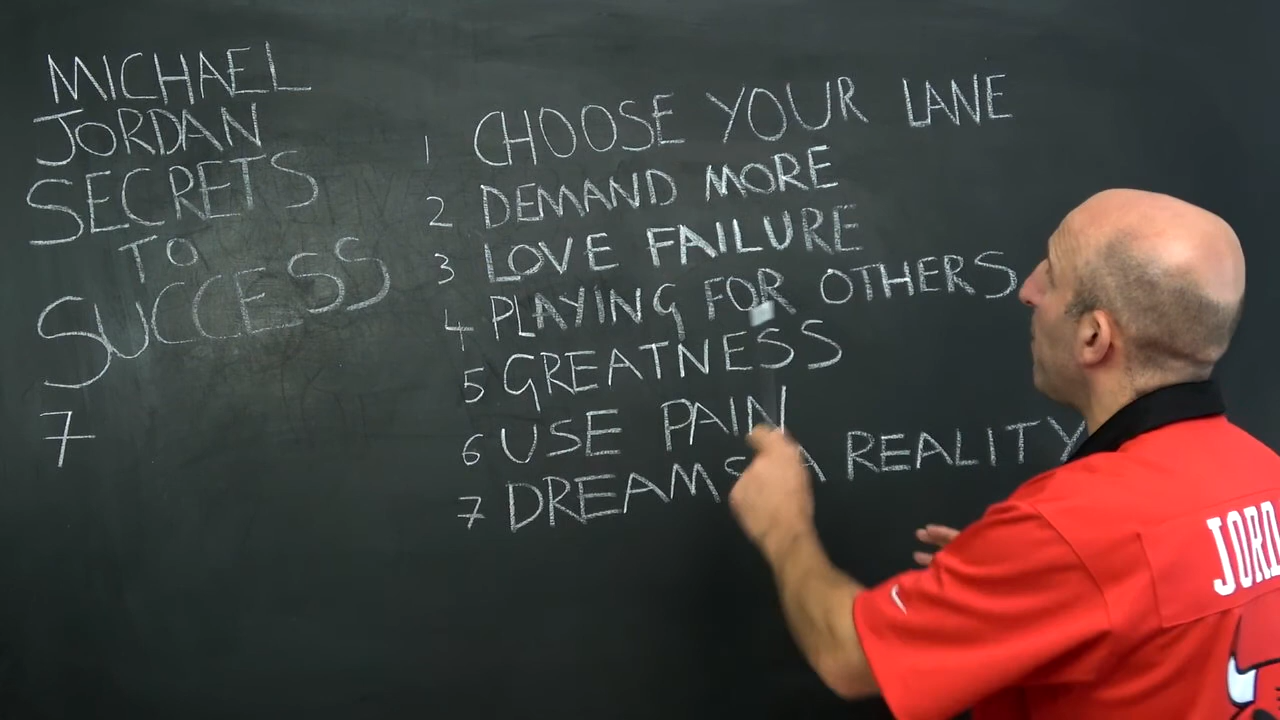 MICHAEL
JORDAN
SECRETS
TO
SUCCESS
7
1 CHOOSE YOUR LANE
2 DEMAND MORE
3 LOVE FAILURE
4 PLAYING FOR OTHERS
5 GREATNESS
6 USE PAIN
7 DREAMS A REALITY
JORD